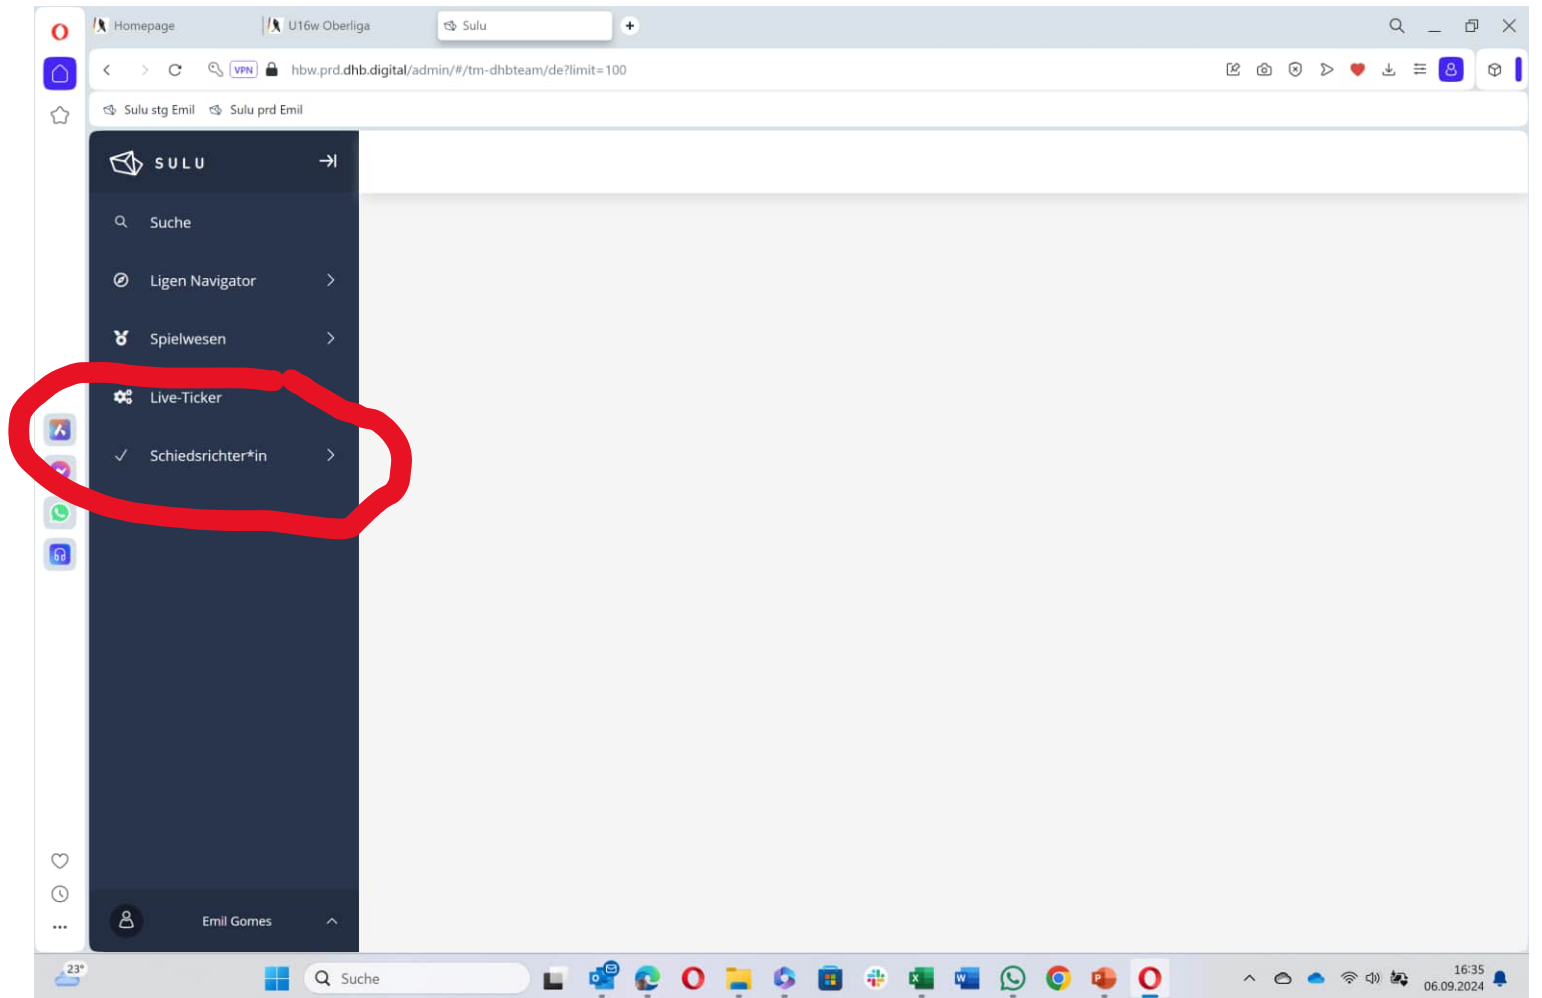 Homepage
U16w Oberliga
Sulu
VPN
hbw.prd.dhb.digital/admin/#/tm-dhbteam/de?limit=100
Sulu stg Emil
Sulu prd Emil
SULU
Suche
Ligen Navigator
Spielwesen
Live-Ticker
Schiedsrichter*in
Emil Gomes
23°
Suche
16:35
06.09.2024